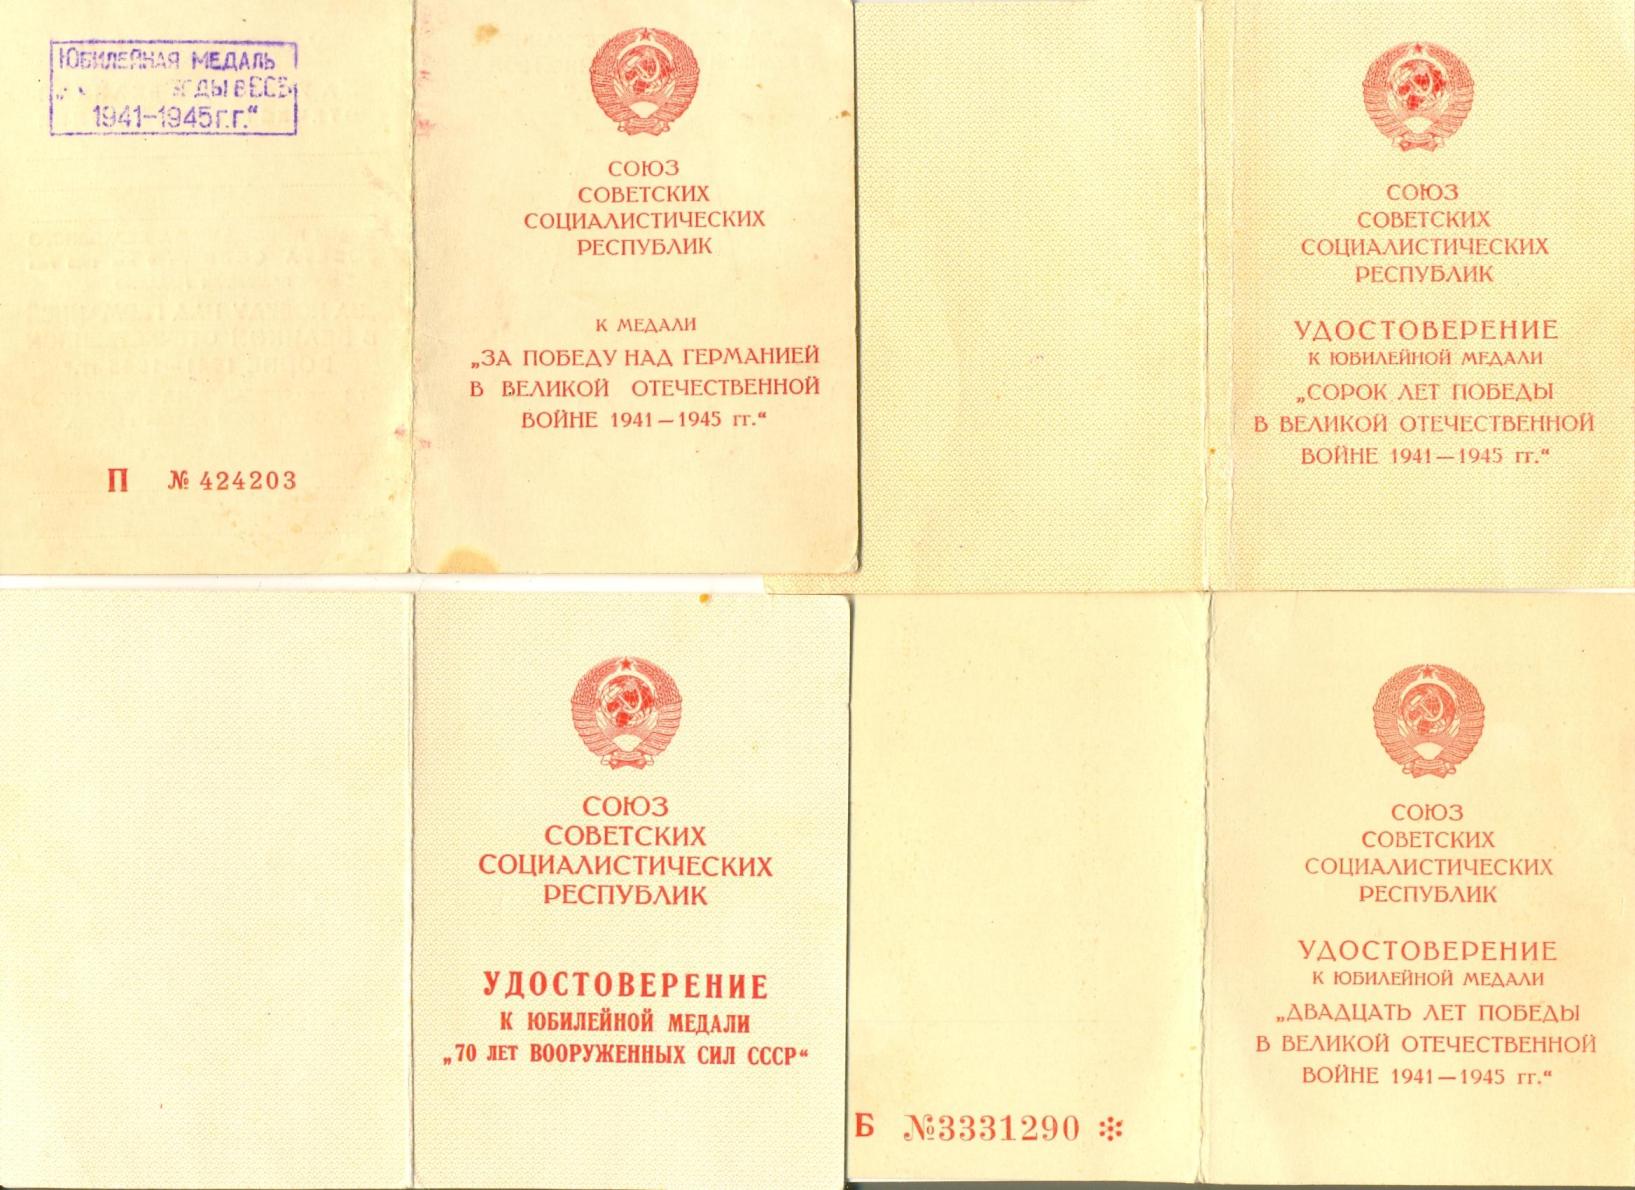 ЮБИЛЕЙНАЯ МЕДАЛЬ
ВЕСВ
1941–1945 г.г.“
П № 424203
СОЮЗ
СОВЕТСКИХ
СОЦИАЛИСТИЧЕСКИХ
РЕСПУБЛИК
К МЕДАЛИ
„ЗА ПОБЕДУ НАД ГЕРМАНИЕЙ
В ВЕЛИКОЙ ОТЕЧЕСТВЕННОЙ
ВОЙНЕ 1941—1945 гг.“
СОЮЗ
СОВЕТСКИХ
СОЦИАЛИСТИЧЕСКИХ
РЕСПУБЛИК
УДОСТОВЕРЕНИЕ
К ЮБИЛЕЙНОЙ МЕДАЛИ
„СОРОК ЛЕТ ПОБЕДЫ
В ВЕЛИКОЙ ОТЕЧЕСТВЕННОЙ
ВОЙНЕ 1941—1945 гг.“
СОЮЗ
СОВЕТСКИХ
СОЦИАЛИСТИЧЕСКИХ
РЕСПУБЛИК
УДОСТОВЕРЕНИЕ
К ЮБИЛЕЙНОЙ МЕДАЛИ
„70 ЛЕТ ВООРУЖЕННЫХ СИЛ СССР“
Б №3331290
СОЮЗ
СОВЕТСКИХ
СОЦИАЛИСТИЧЕСКИХ
РЕСПУБЛИК
УДОСТОВЕРЕНИЕ
К ЮБИЛЕЙНОЙ МЕДАЛИ
„ДВАДЦАТЬ ЛЕТ ПОБЕДЫ
В ВЕЛИКОЙ ОТЕЧЕСТВЕННОЙ
ВОЙНЕ 1941—1945 гг.“